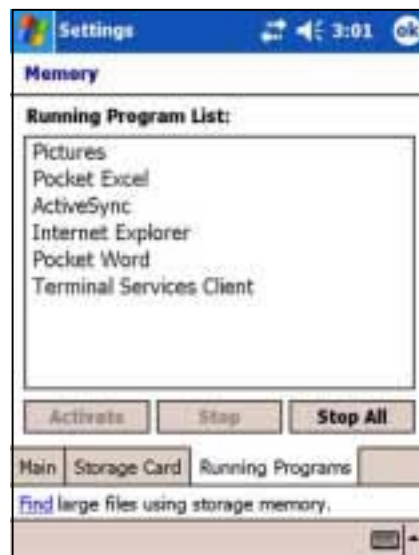 Settings 3:01 ok
Memory
Running Program List:
Pictures
Pocket Excel
ActiveSync
Internet Explorer
Pocket Word
Terminal Services Client
Activate Stop Stop All
Main Storage Card Running Programs
Find large files using storage memory.